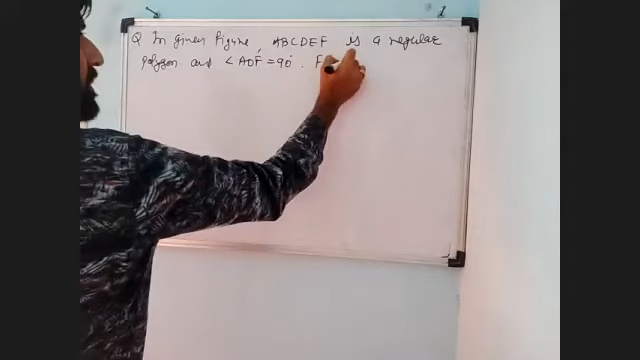 Q In given figure, ABCDEF is a regular
polygon and ∠AOF = 90°. F